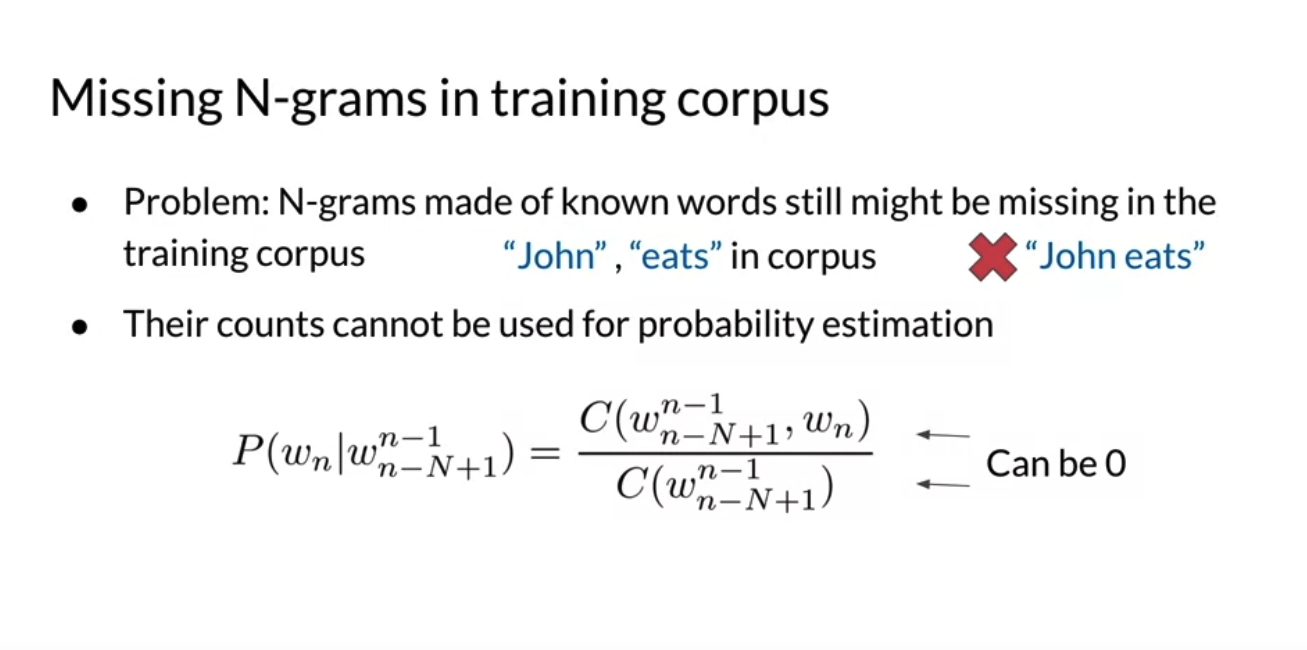 Missing N-grams in training corpus
● Problem: N-grams made of known words still might be missing in the
training corpus “John” , “eats” in corpus “John eats”
● Their counts cannot be used for probability estimation
P(w_n|w_{n-N+1}^{n-1}) = \frac{C(w_{n-N+1}^{n-1}, w_n)}{C(w_{n-N+1}^{n-1})}
Can be 0